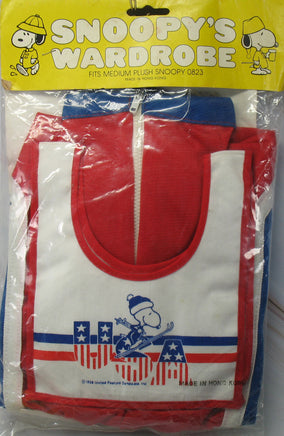 SNOOPY'S
WARDROBE
FITS MEDIUM PLUSH SNOOPY 0823
MADE IN HONG KONG
USA
© 1958 United Feature Syndicate, Inc.
MADE IN HONG KONG